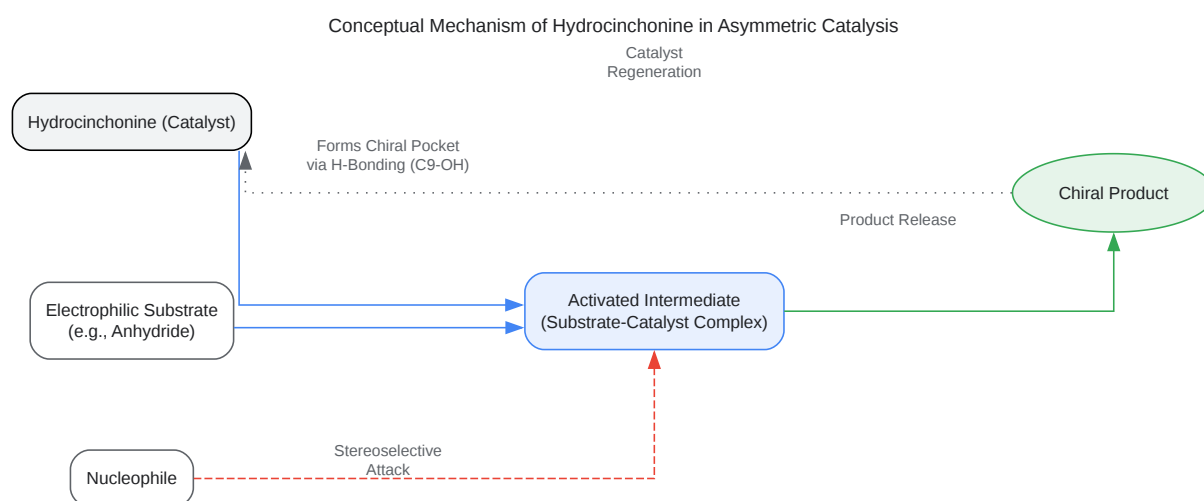 Conceptual Mechanism of Hydrocinchonine in Asymmetric Catalysis
Catalyst
Regeneration
Hydrocinchonine (Catalyst)
Forms Chiral Pocket
via H-Bonding (C9-OH)
Chiral Product
Product Release
Electrophilic Substrate
(e.g., Anhydride)
Activated Intermediate
(Substrate-Catalyst Complex)
Stereoselective
Attack
Nucleophile